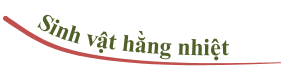 Sinh vật hằng nhiệt